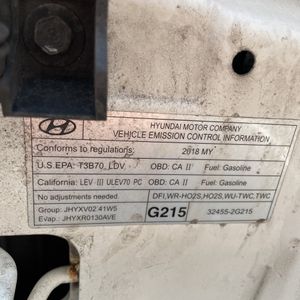 HYUNDAI MOTOR COMPANY
VEHICLE EMISSION CONTROL INFORMATION
Conforms to regulations: 2018 MY
U.S.EPA: T3B70, LDV OBD: CA II Fuel: Gasoline
California: LEV III ULEV70 PC OBD: CA II Fuel: Gasoline
No adjustments needed DFI,WR-HO2S,HO2S,WU-TWC,TWC
Group: JHYXV02.41W5
Evap: JHYXR0130AVE
G215 32455-2G215